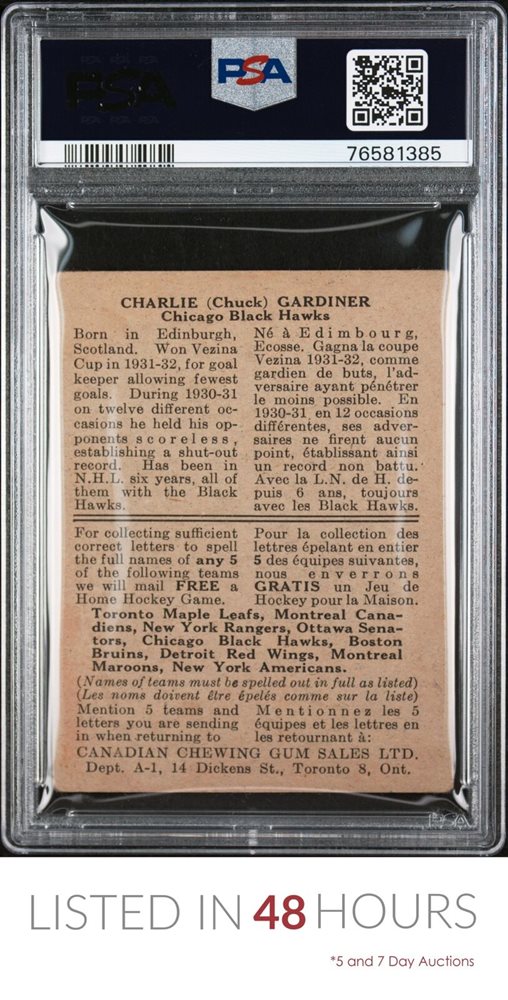 PSA
PSA
76581385
CHARLIE (Chuck) GARDINER
Chicago Black Hawks
Born in Edinburgh,
Scotland. Won Vezina
Cup in 1931-32, for goal
keeper allowing fewest
goals. During 1930-31
on twelve different oc-
casions he held his op-
ponents scoreless,
establishing a shut-out
record. Has been in
N.H.L. six years, all of
them with the Black
Hawks.
Né à Edimbourg,
Ecosse. Gagna la coupe
Vezina 1931-32, comme
gardien de buts, l'ad-
versaire ayant pénétrer
le moins possible. En
1930-31 en 12 occasions
différentes, ses adver-
saires ne firent aucun
point, établissant ainsi
un record non battu.
Avec la L.N. de H. de-
puis 6 ans, toujours
avec les Black Hawks.
For collecting sufficient
correct letters to spell
the full names of any 5
of the following teams
we will mail FREE a
Home Hockey Game.
Pour la collection des
lettres épelant en entier
5 des équipes suivantes,
nous enverrons
GRATIS un Jeu de
Hockey pour la Maison.
Toronto Maple Leafs, Montreal Cana-
diens, New York Rangers, Ottawa Sena-
tors, Chicago Black Hawks, Boston
Bruins, Detroit Red Wings, Montreal
Maroons, New York Americans.
(Names of teams must be spelled out in full as listed)
(Les noms doivent être épelés comme sur la liste)
Mention 5 teams and
letters you are sending
in when returning to
Mentionnez les 5
équipes et les lettres en
les retournant à:
CANADIAN CHEWING GUM SALES LTD.
Dept. A-1, 14 Dickens St., Toronto 8, Ont.
PSA
LISTED IN 48 HOURS
*5 and 7 Day Auctions